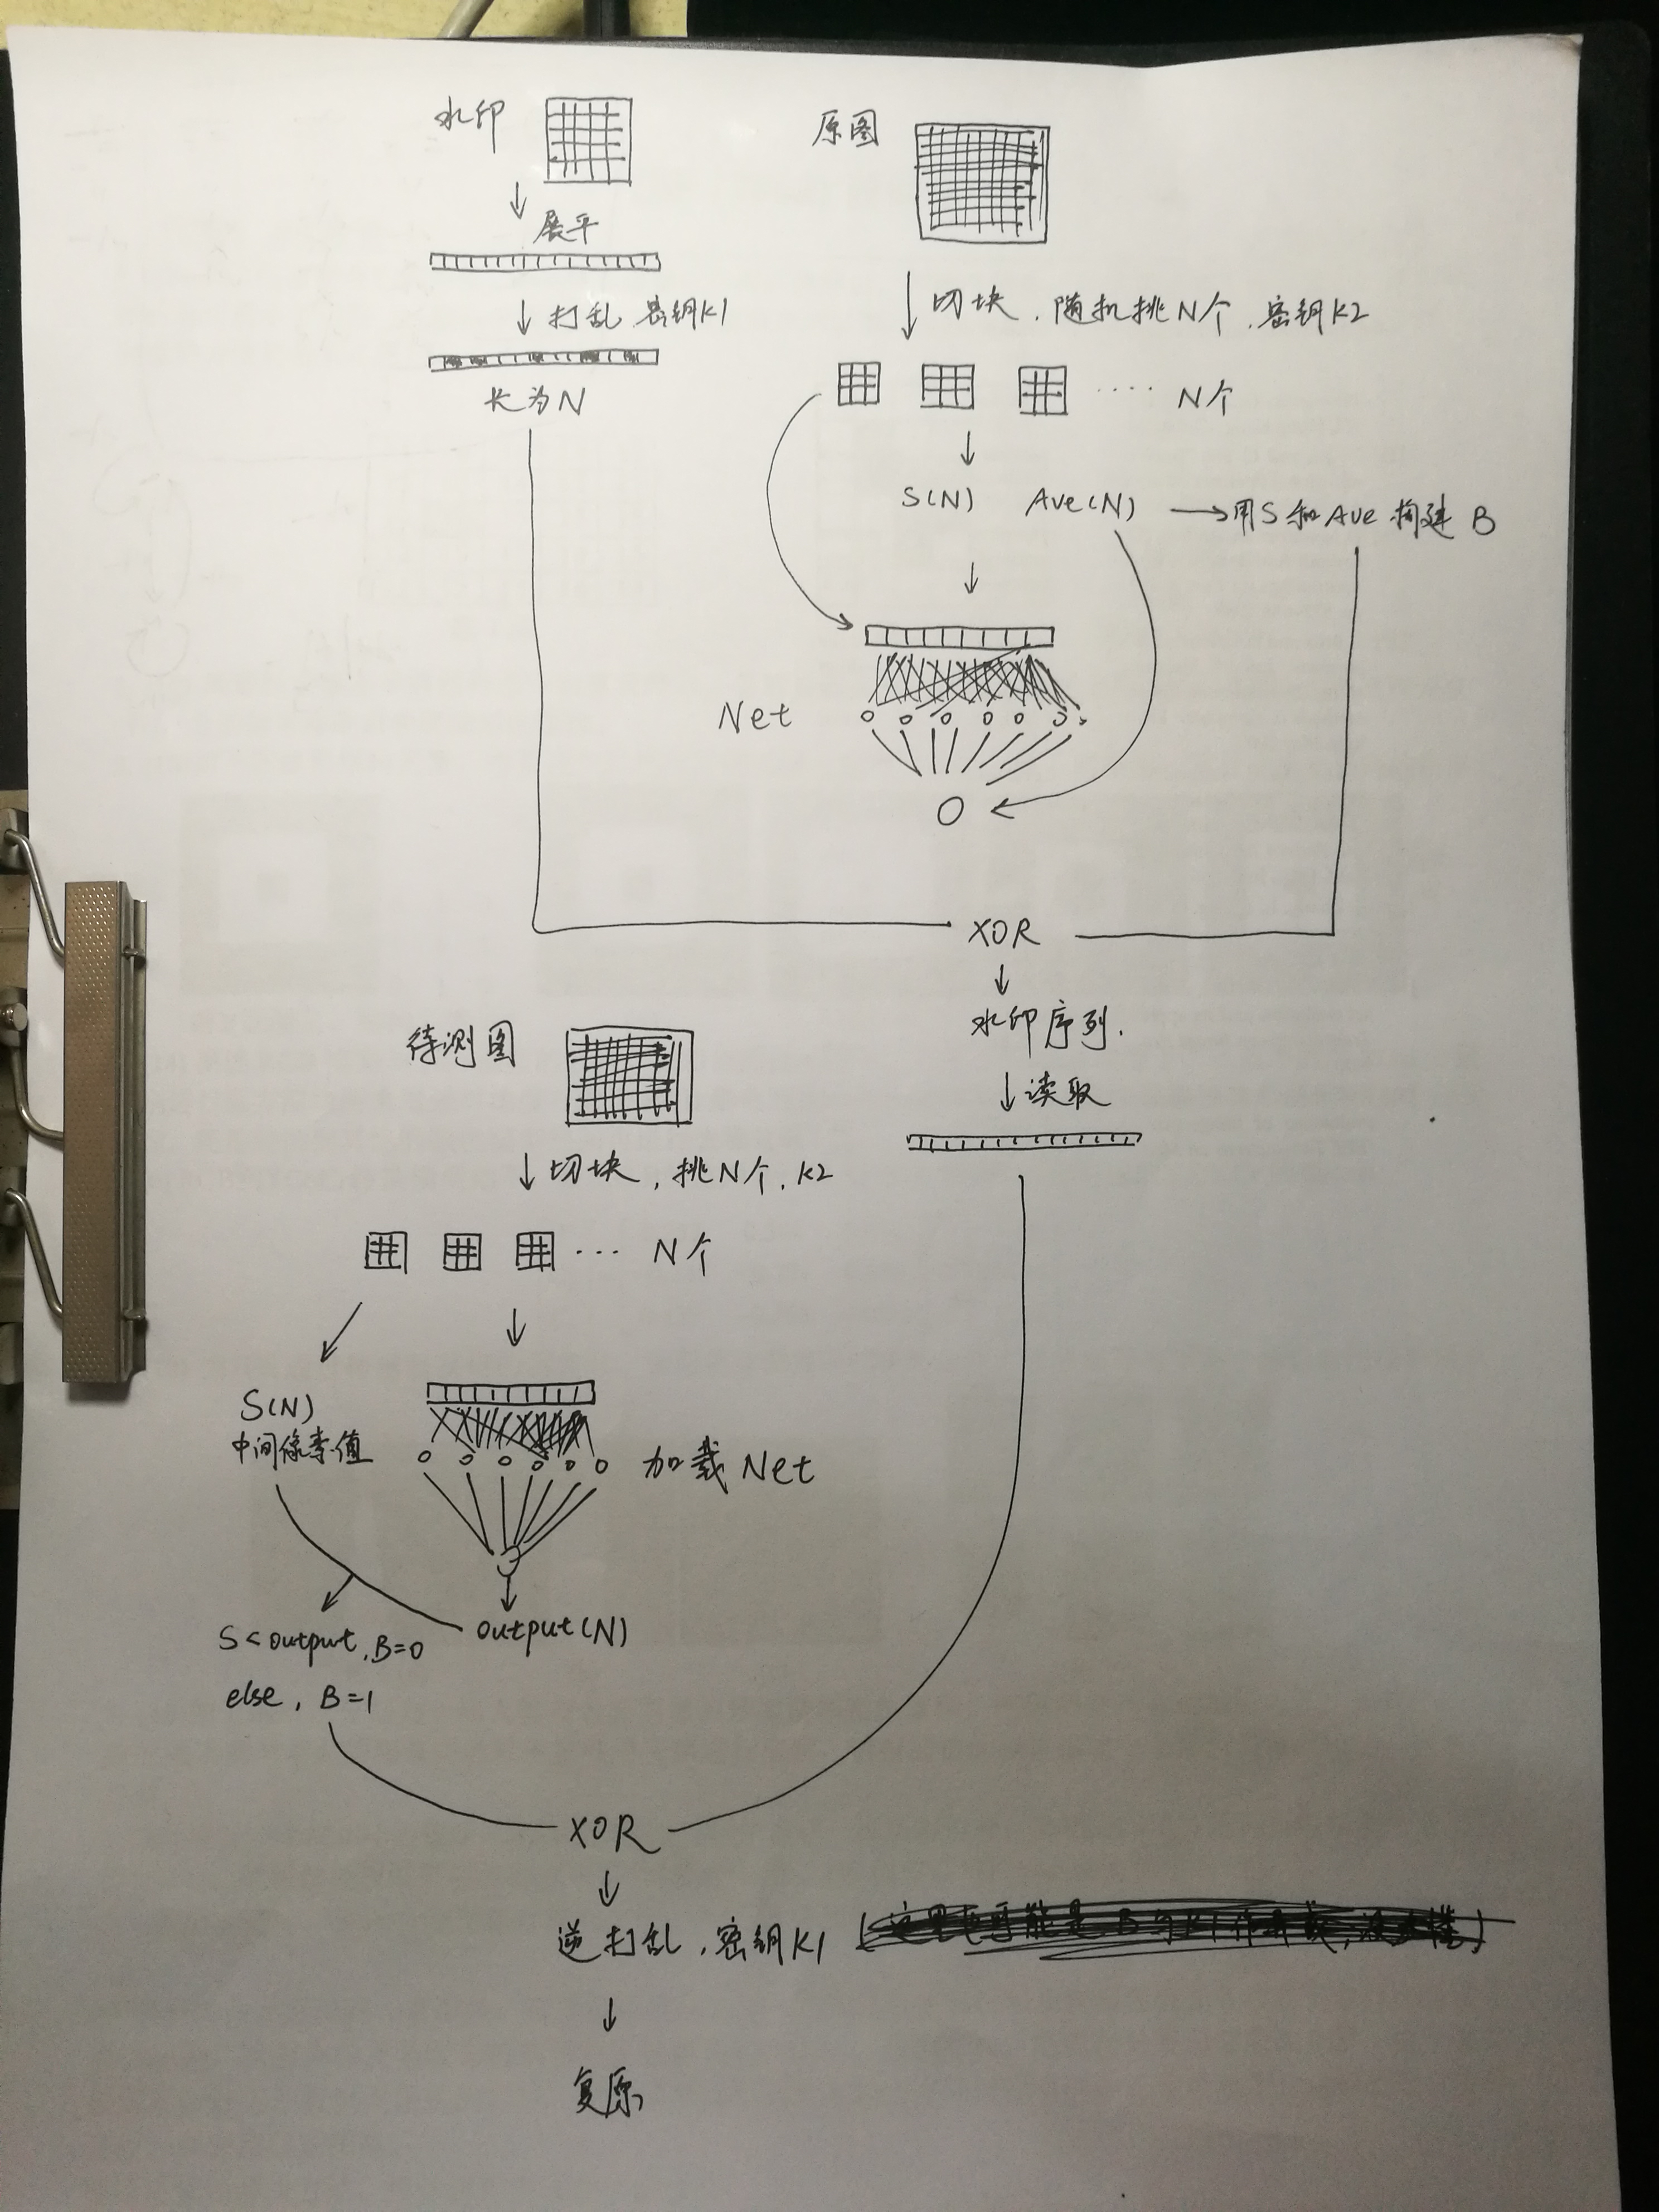 水印
原图
展平
打乱 密钥K1
长为N
切块，随机挑N个，密钥K2
···· N个
S(N) Ave(N) →用S和Ave构建 B
Net
XOR
水印序列.
读取
待测图
切块，挑N个，K2
··· N个
S(N)
中间像素值
加载Net
output(N)
S<output,B=0
else, B=1
XOR
逆打乱，密钥K1
复原